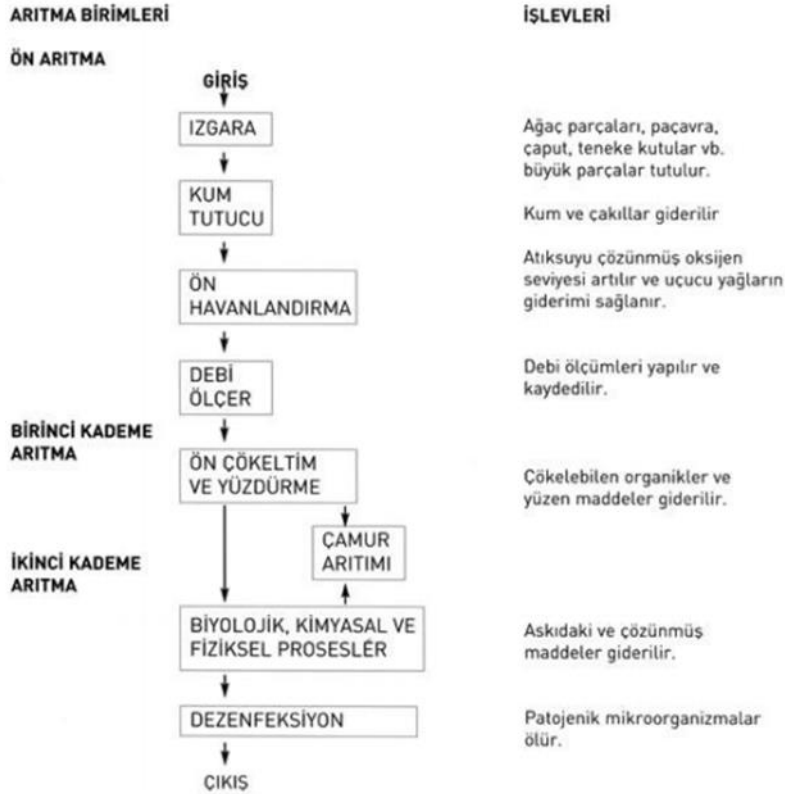 ARITMA BİRİMLERİ
İŞLEVLERİ
ÖN ARITMA
GİRİŞ
IZGARA
Ağaç parçaları, paçavra,
çaput, teneke kutular vb.
büyük parçalar tutulur.
KUM
TUTUCU
Kum ve çakıllar giderilir
ÖN
HAVANLANDIRMA
Atıksuyu çözünmüş oksijen
seviyesi artılır ve uçucu yağların
giderimi sağlanır.
DEBİ
ÖLÇER
Debi ölçümleri yapılır ve
kaydedilir.
BİRİNCİ KADEME
ARITMA
ÖN ÇÖKELTİM
VE YÜZDÜRME
Çökelebilen organikler ve
yüzen maddeler giderilir.
ÇAMUR
ARITIMI
İKİNCİ KADEME
ARITMA
BİYOLOJİK, KİMYASAL VE
FİZİKSEL PROSESLER
Askıdaki ve çözünmüş
maddeler giderilir.
DEZENFEKSİYON
Patojenik mikroorganizmalar
ölür.
ÇIKIŞ